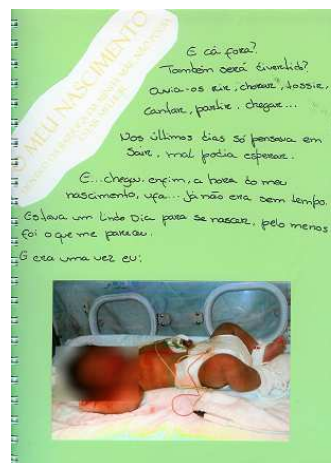 O MEU NASCIMENTO
E cá fora?
Também será divertido?
Ouvia-os rir, chorar, tossir,
cantar, partir, chegar...
Nos últimos dias só pensava em
sair, mal podia esperar.
E... chegou enfim, a hora do meu
nascimento, ufa... Já não era sem tempo.
Estava um lindo Dia para se nascer, pelo menos
foi o que me pareceu.
E era uma vez eu: